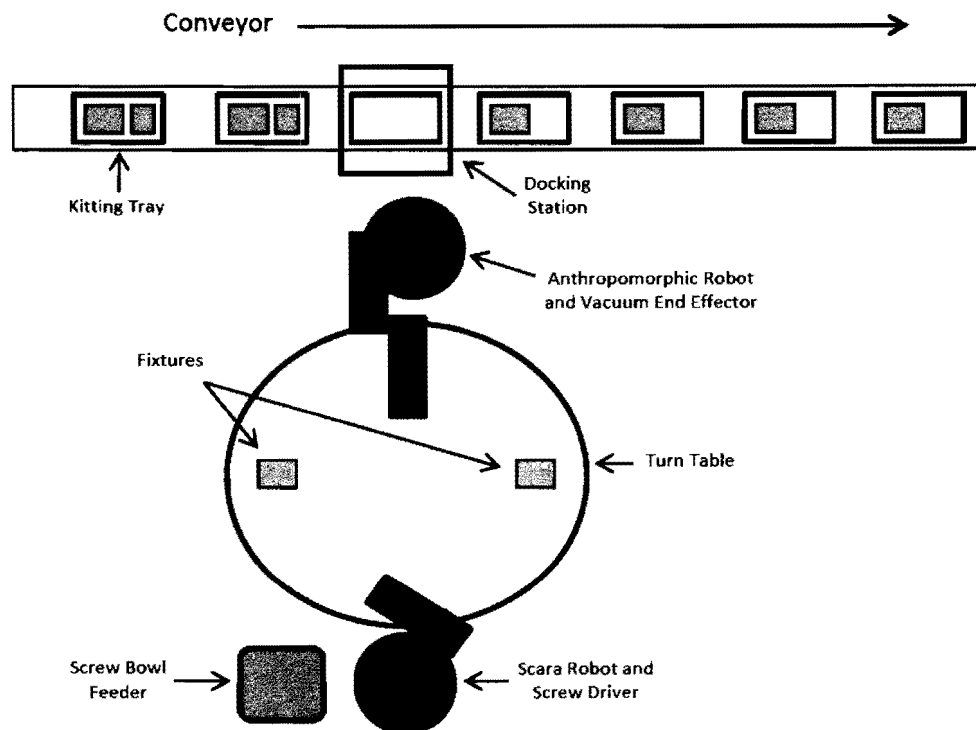 Conveyor
Kitting Tray
Docking
Station
Anthropomorphic Robot
and Vacuum End Effector
Fixtures
Turn Table
Screw Bowl
Feeder
Scara Robot and
Screw Driver